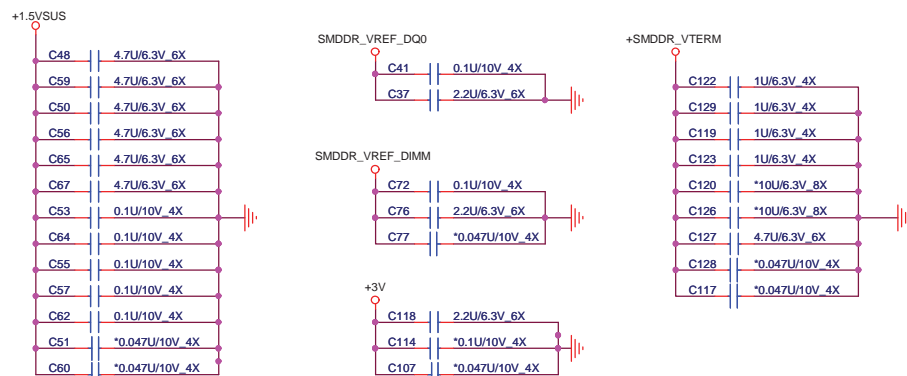 +1.5VSUS
C48 4.7U/6.3V_6X
C59 4.7U/6.3V_6X
C50 4.7U/6.3V_6X
C56 4.7U/6.3V_6X
C65 4.7U/6.3V_6X
C67 4.7U/6.3V_6X
C53 0.1U/10V_4X
C64 0.1U/10V_4X
C55 0.1U/10V_4X
C57 0.1U/10V_4X
C62 0.1U/10V_4X
C51 *0.047U/10V_4X
C60 *0.047U/10V_4X
SMDDR_VREF_DQ0
C41 0.1U/10V_4X
C37 2.2U/6.3V_6X
SMDDR_VREF_DIMM
C72 0.1U/10V_4X
C76 2.2U/6.3V_6X
C77 *0.047U/10V_4X
+3V
C118 2.2U/6.3V_6X
C114 *0.1U/10V_4X
C107 *0.047U/10V_4X
+SMDDR_VTERM
C122 1U/6.3V_4X
C129 1U/6.3V_4X
C119 1U/6.3V_4X
C123 1U/6.3V_4X
C120 *10U/6.3V_8X
C126 *10U/6.3V_8X
C127 4.7U/6.3V_6X
C128 *0.047U/10V_4X
C117 *0.047U/10V_4X